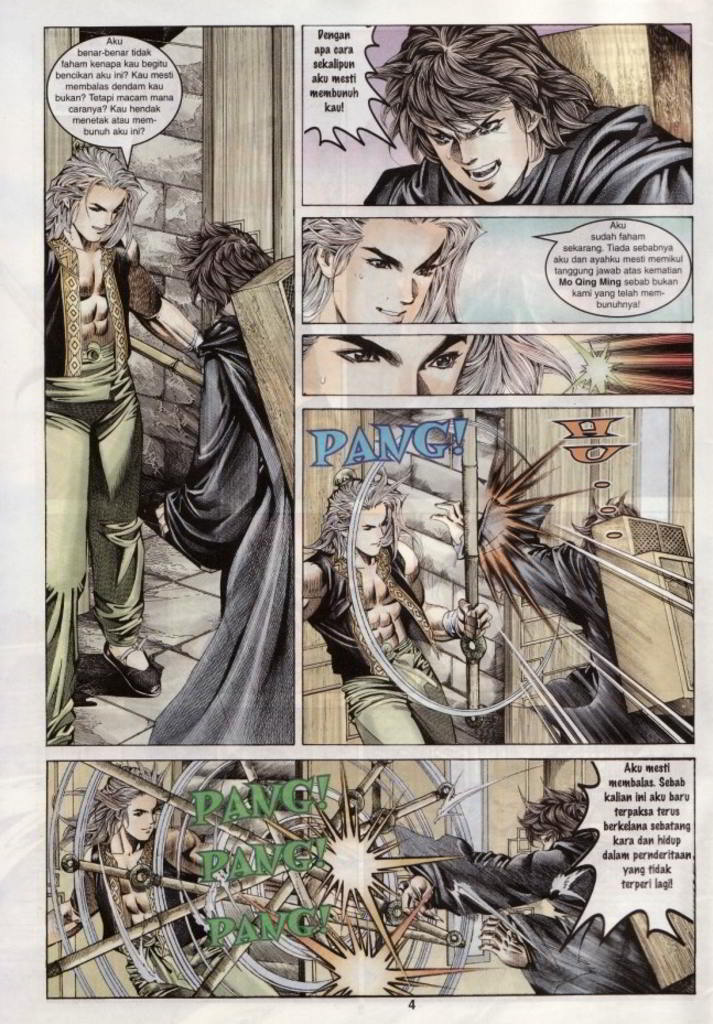 Aku
benar-benar tidak
faham kenapa kau begitu
bencikan aku ini? Kau mesti
membalas dendam kau
bukan? Tetapi macam mana
caranya? Kau hendak
menetak atau mem-
bunuh aku ini?
Dengan
apa cara
sekalipun
aku mesti
membunuh
kau!
Aku
sudah faham
sekarang. Tiada sebabnya
aku dan ayahku mesti memikul
tanggung jawab atas kematian
Mo Qing Ming sebab bukan
kami yang telah mem-
bunuhnya!
PANG!
HU
PANG!
PANG!
PANG!
Aku mesti
membalas. Sebab
kalian ini aku baru
terpaksa terus
berkelana sebatang
kara dan hidup
dalam pernderitaan
yang tidak
terperi lagi!
4